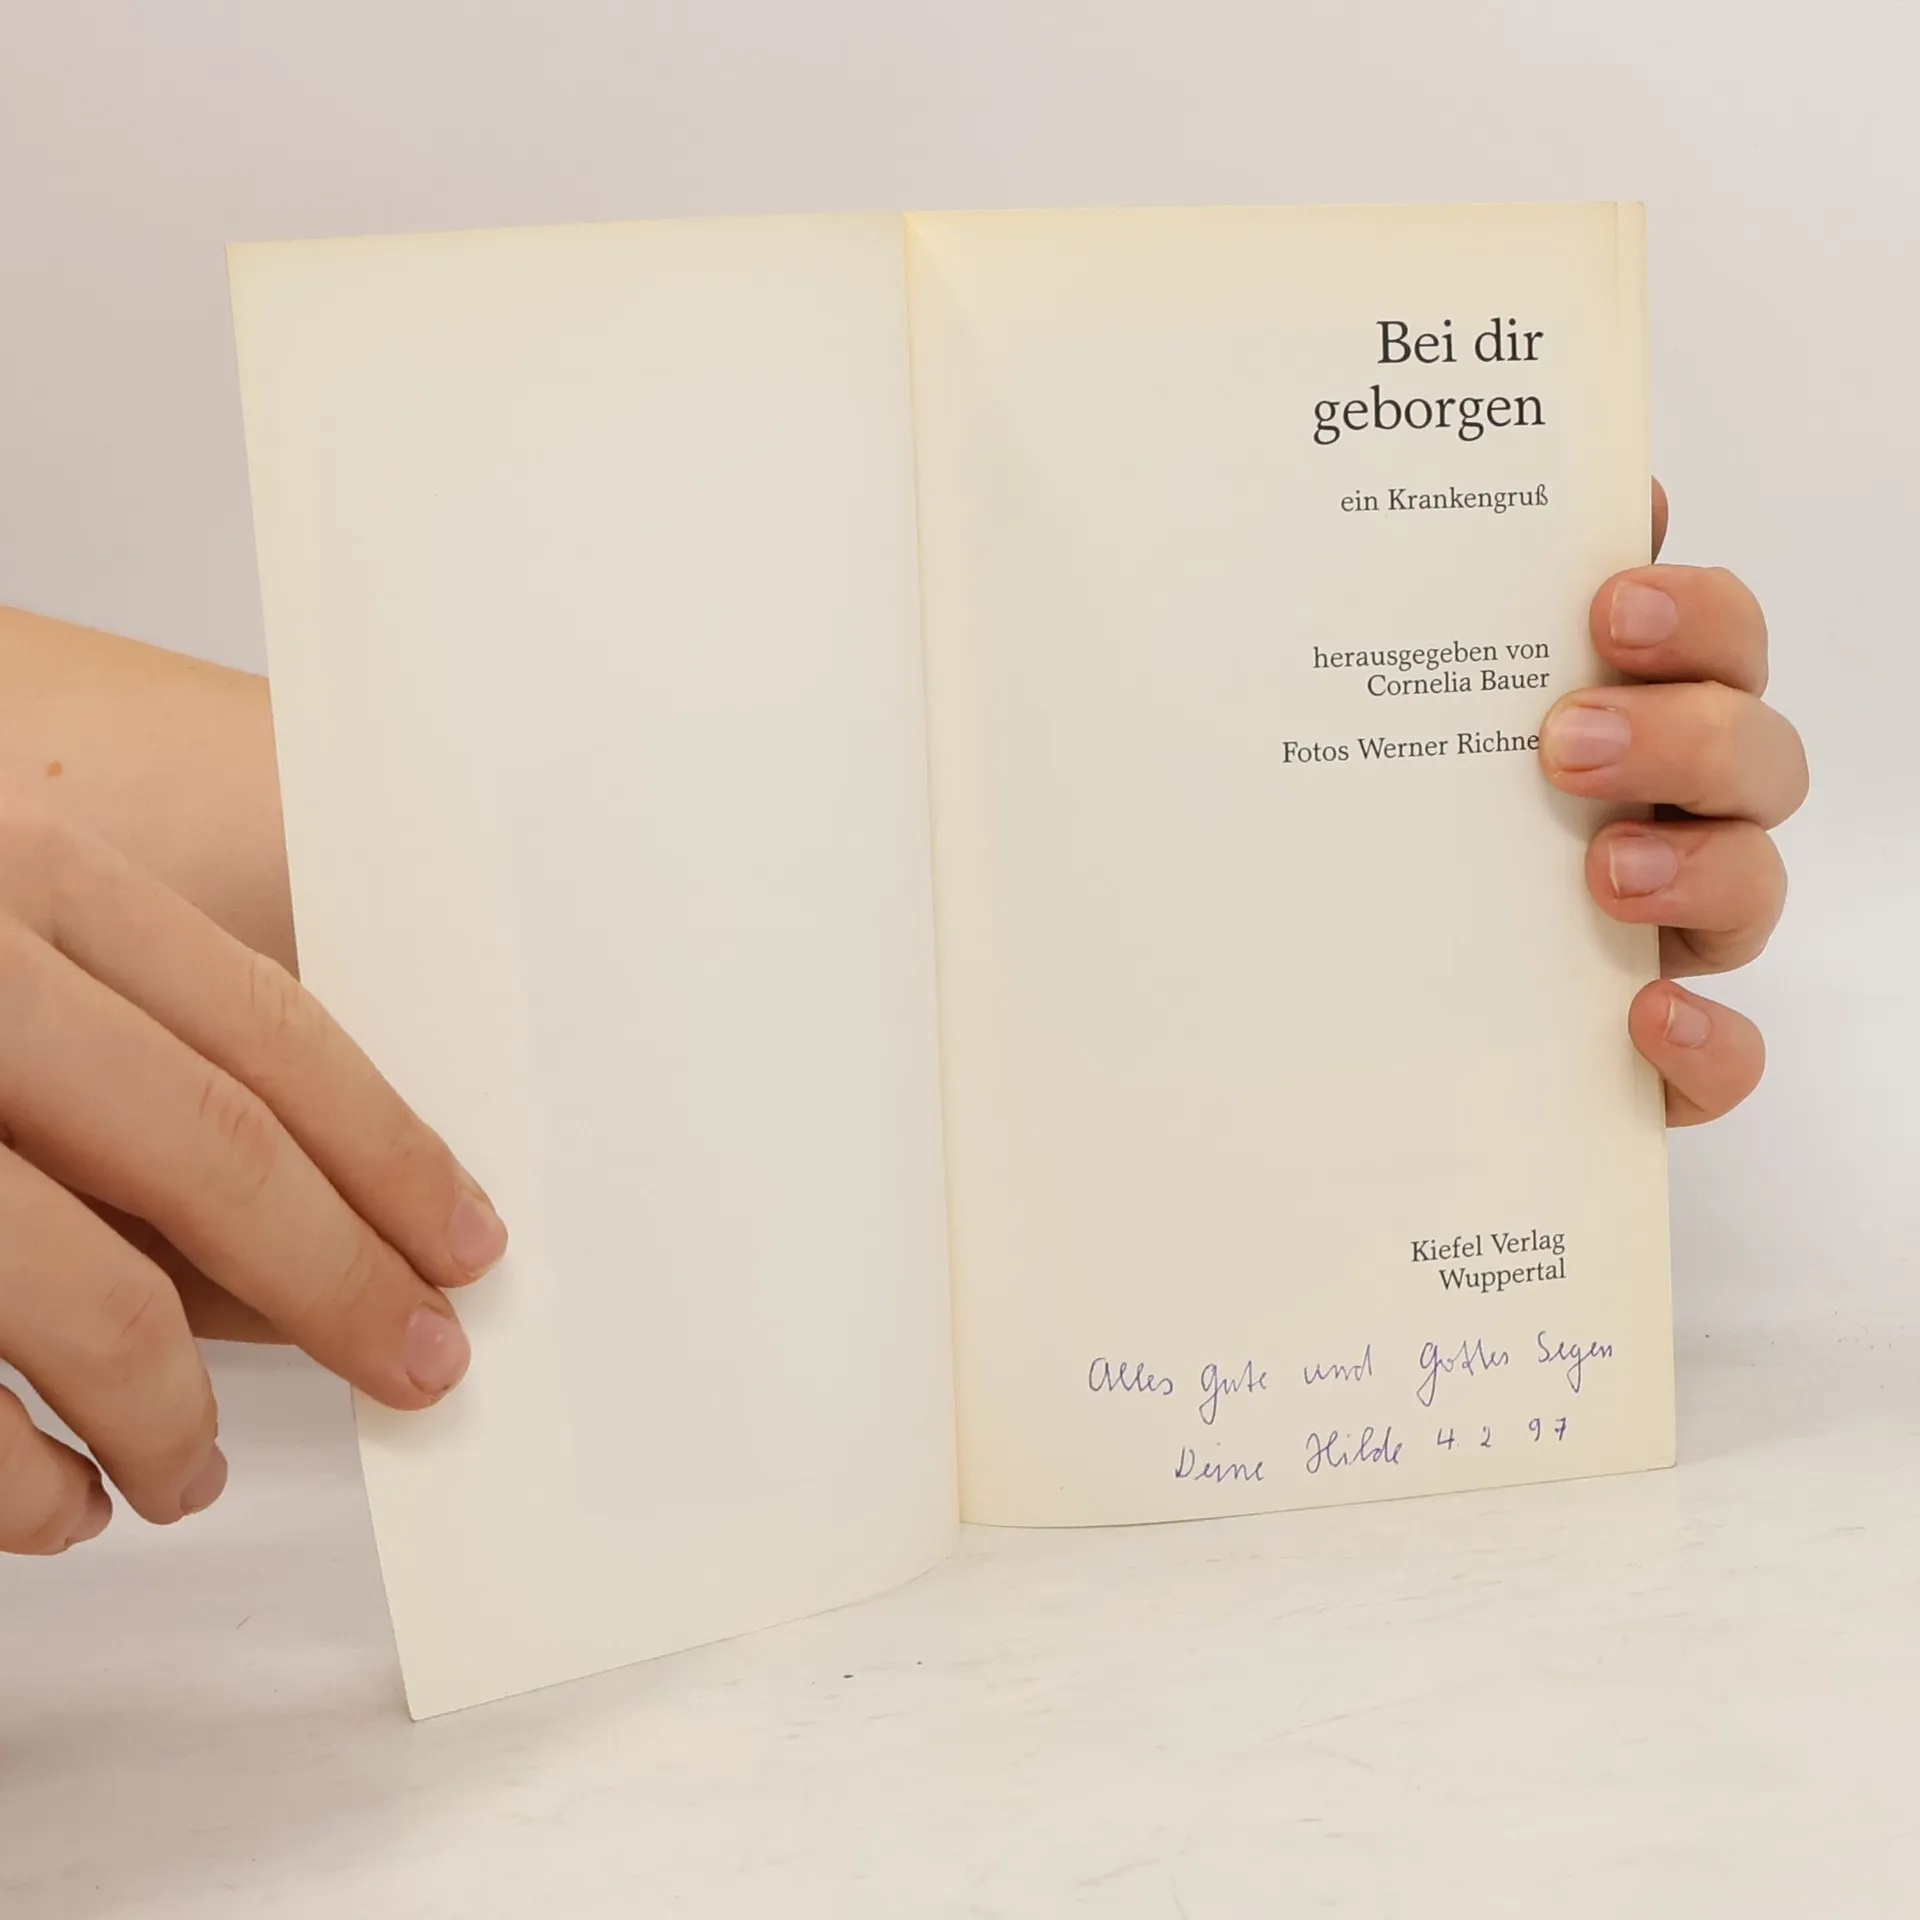 Bei dir
geborgen
ein Krankengruß
herausgegeben von
Cornelia Bauer
Fotos Werner Richne
Kiefel Verlag
Wuppertal
Alles Gute und Gottes Segen
Deine Hilde 4. 2 97